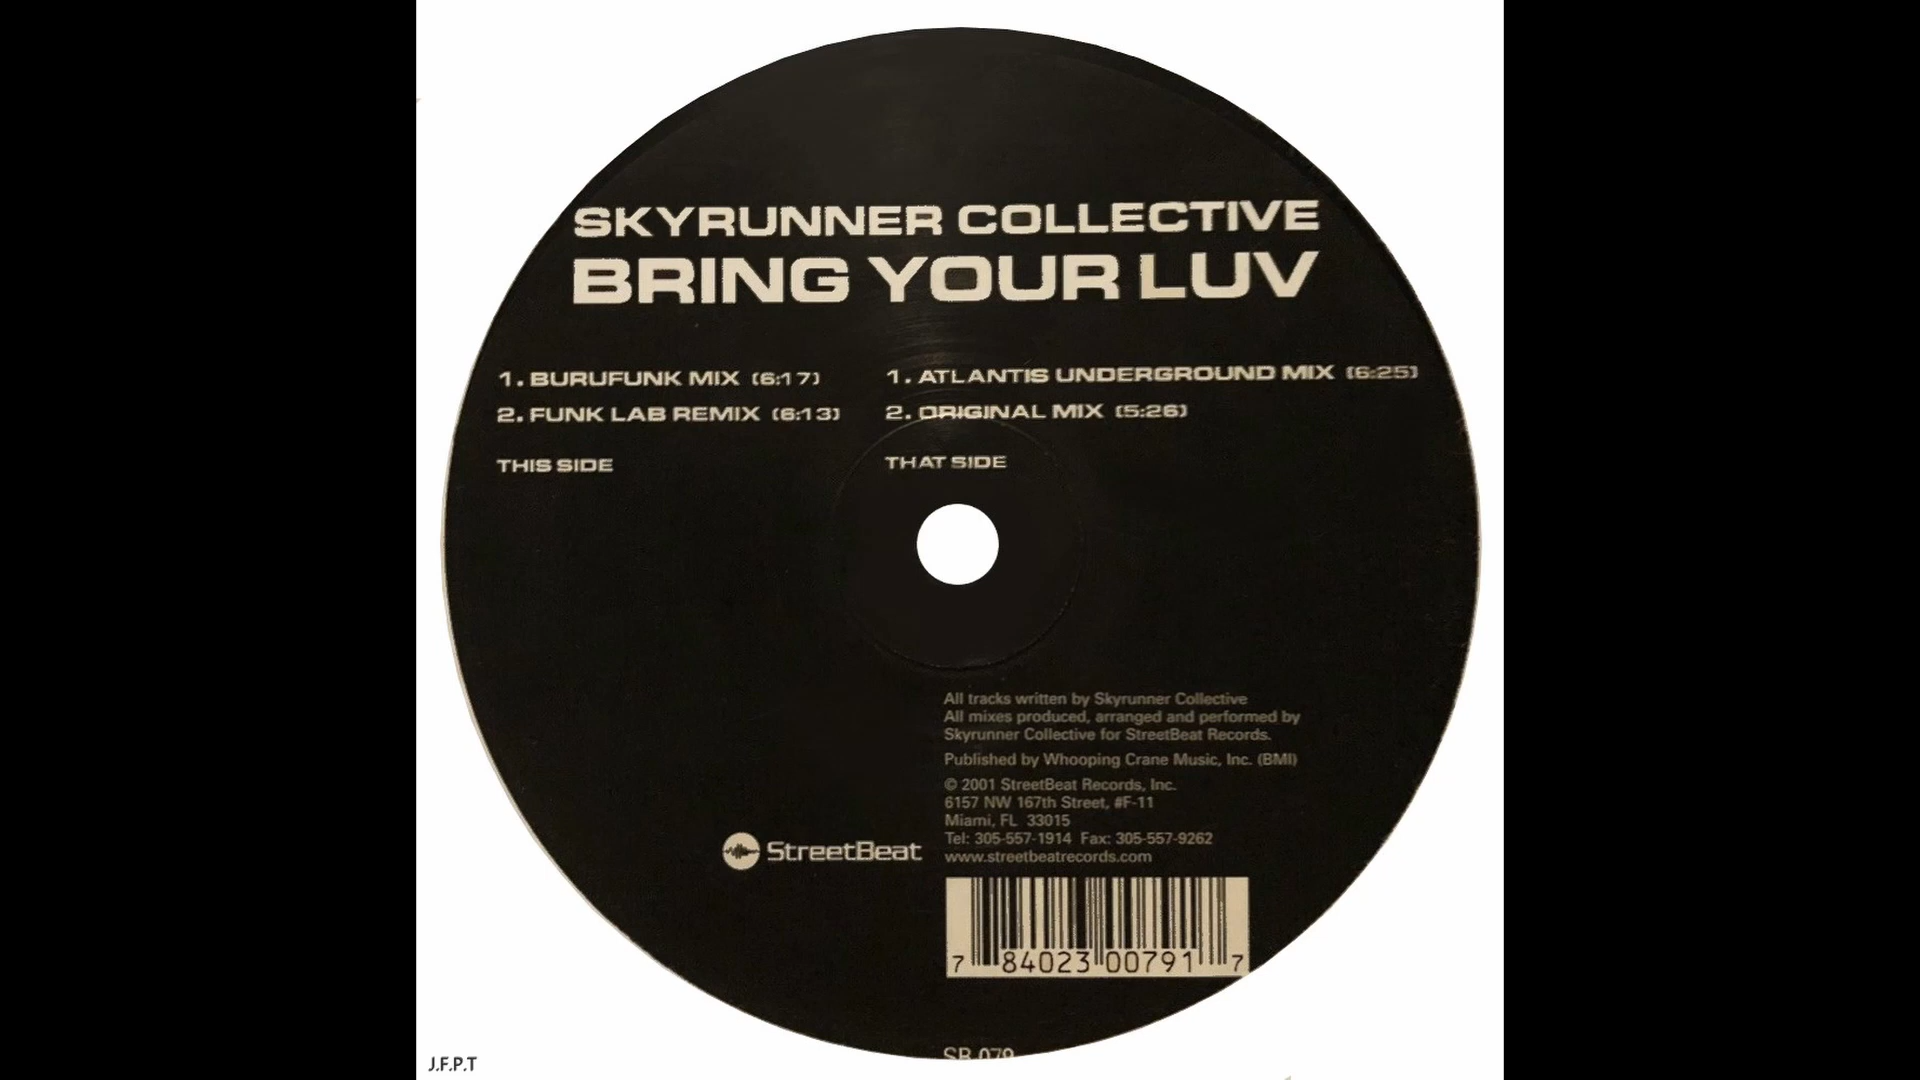 SKYRUNNER COLLECTIVE
BRING YOUR LUV
1. BURUFUNK MIX (6:17)
2. FUNK LAB REMIX (6:13)
THIS SIDE
1. ATLANTIS UNDERGROUND MIX (6:25)
2. ORIGINAL MIX (5:26)
THAT SIDE
All tracks written by Skyrunner Collective
All mixes produced, arranged and performed by
Skyrunner Collective for StreetBeat Records.
Published by Whooping Crane Music, Inc. (BMI)
© 2001 StreetBeat Records, Inc.
6157 NW 167th Street, #F-11
Miami, FL 33015
Tel: 305-557-1914 Fax: 305-557-9262
www.streetbeatrecords.com
StreetBeat
7 84023 00791 7
SB 079
J.F.P.T